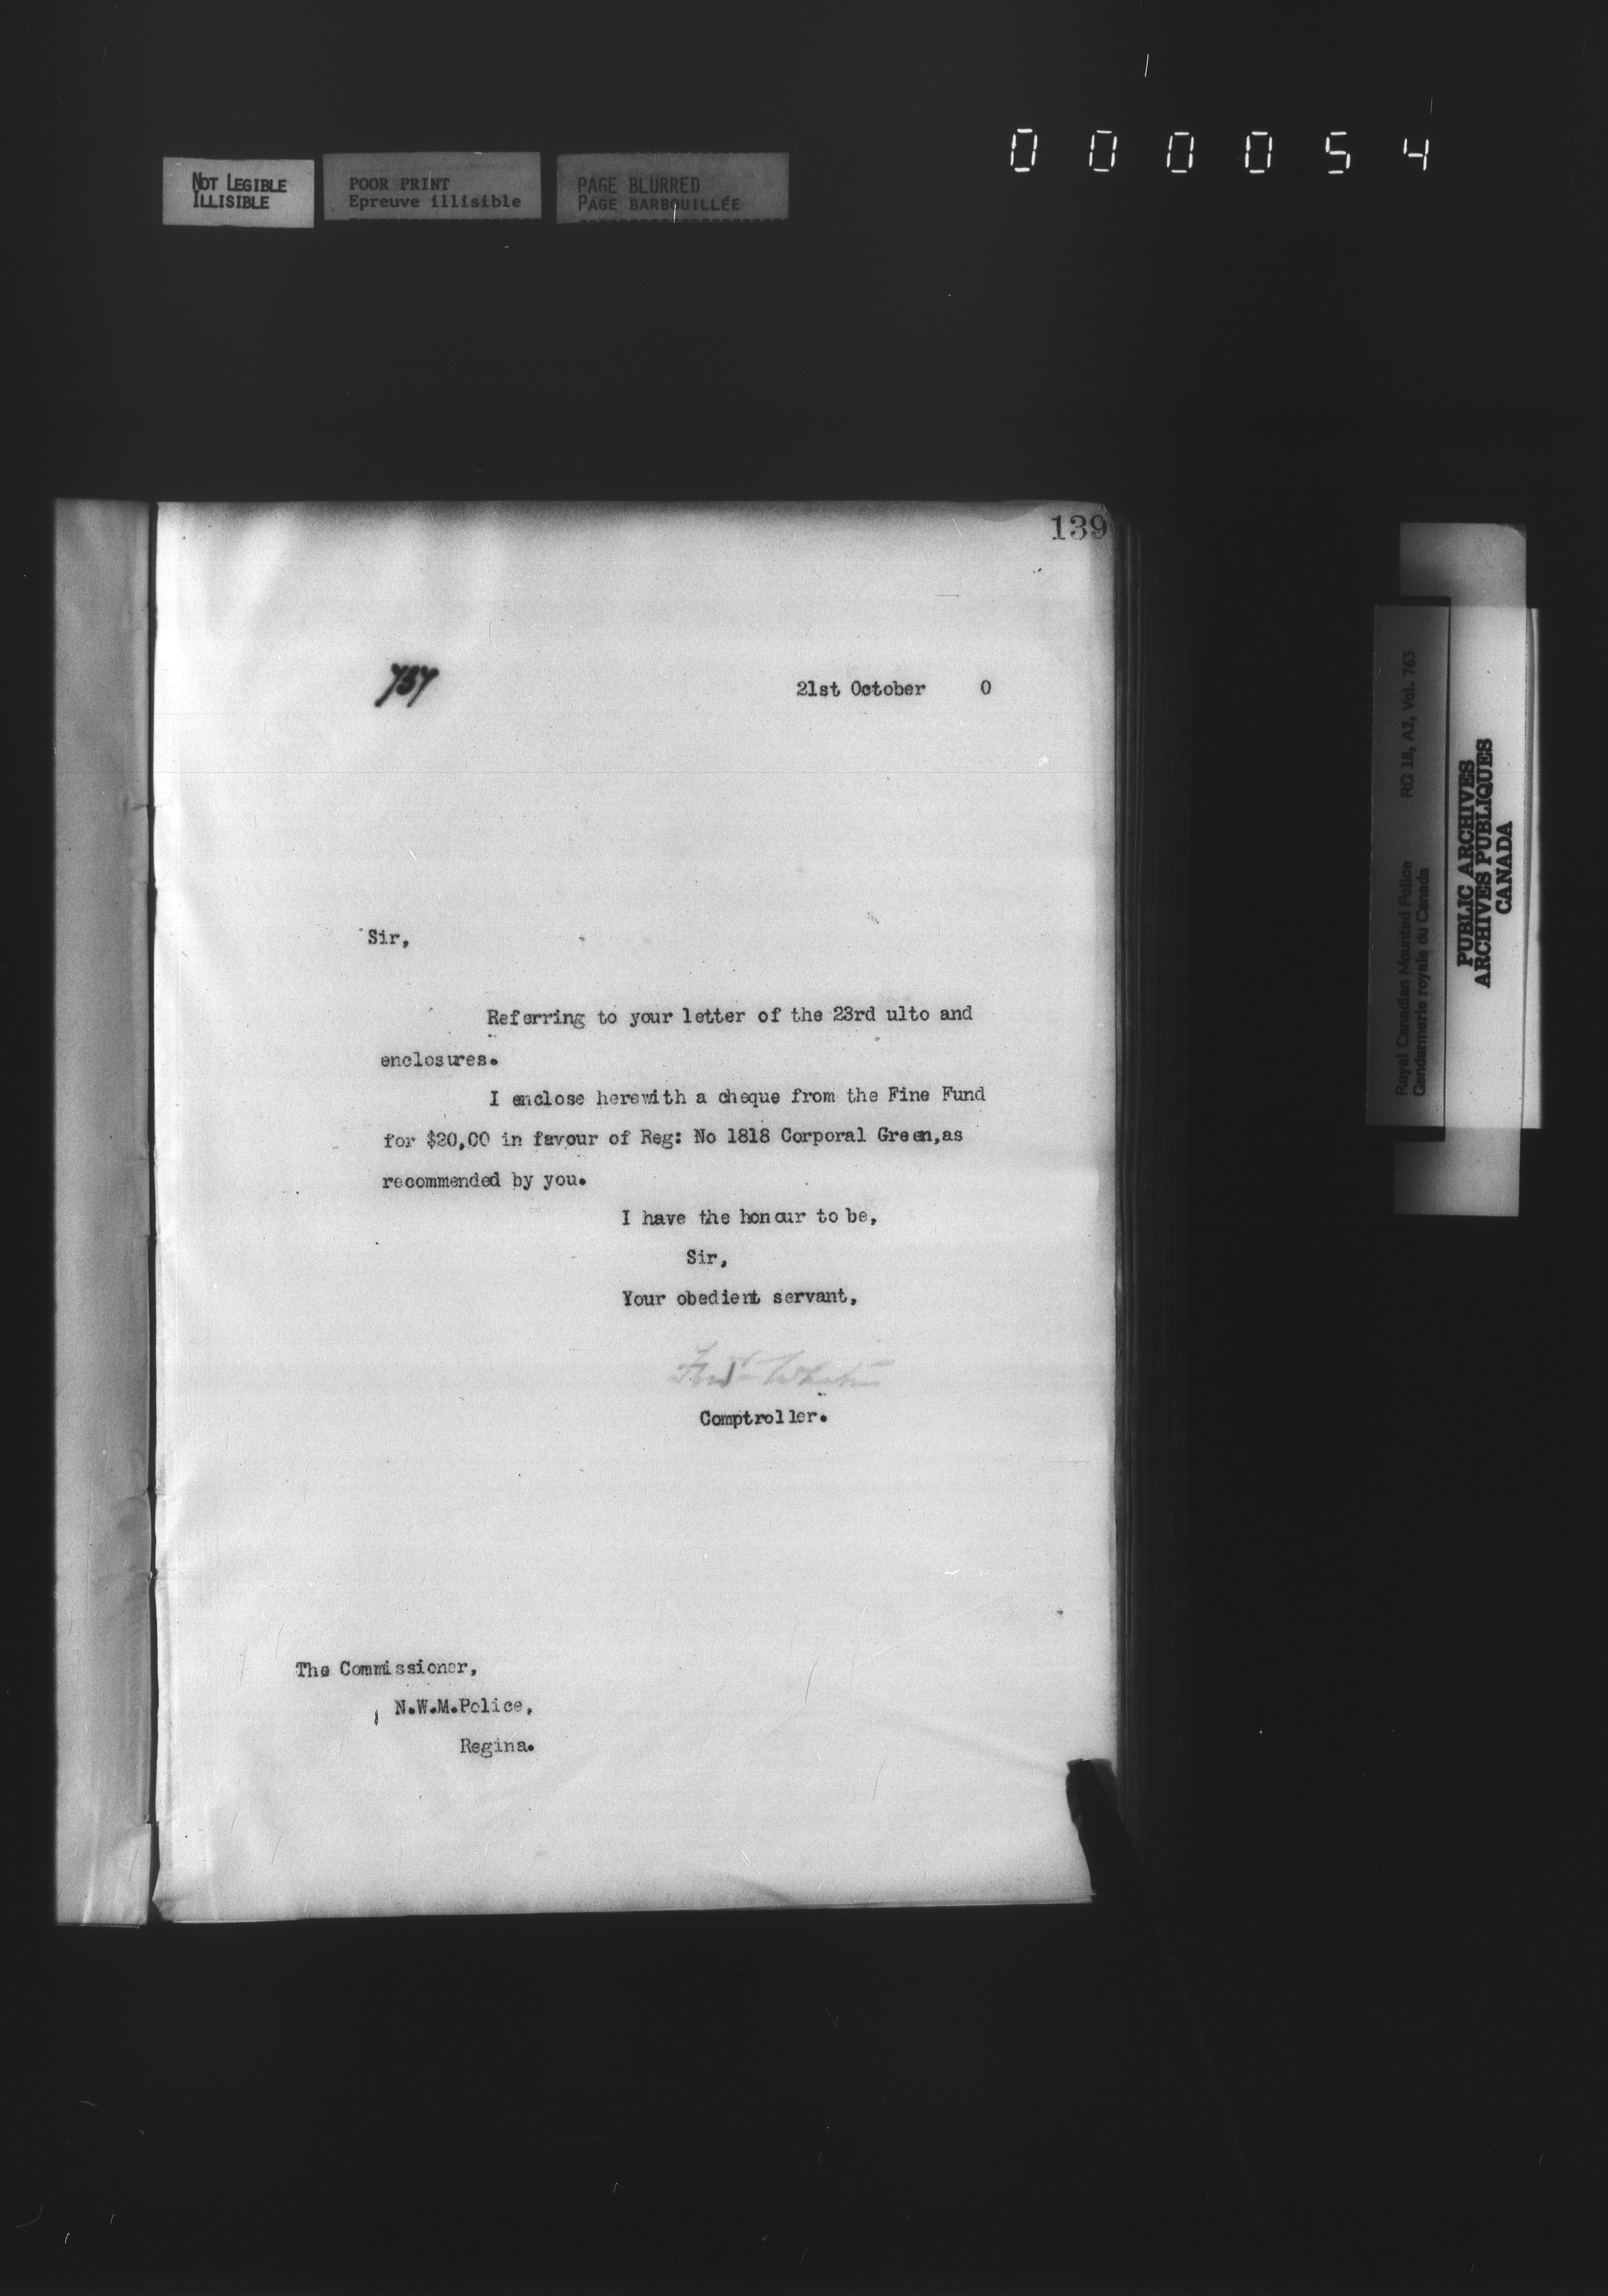 0 0 0 0 5 4
NOT LEGIBLE
ILLISIBLE
POOR PRINT
Epreuve illisible
PAGE BLURRED
PAGE BARBOUILLÉE
139
737
21st October 0
Sir,
Referring to your letter of the 23rd ulto and
enclosures.
I enclose herewith a cheque from the Fine Fund
for $20,00 in favour of Reg: No 1818 Corporal Green,as
recommended by you.
I have the honour to be,
Sir,
Your obedient servant,
Fred White
Comptroller.
The Commissioner,
N.W.M.Police,
Regina.
Royal Canadian Mounted Police RG 18, A2, Vol. 763
Gendarmerie royale du Canada
PUBLIC ARCHIVES
ARCHIVES PUBLIQUES
CANADA